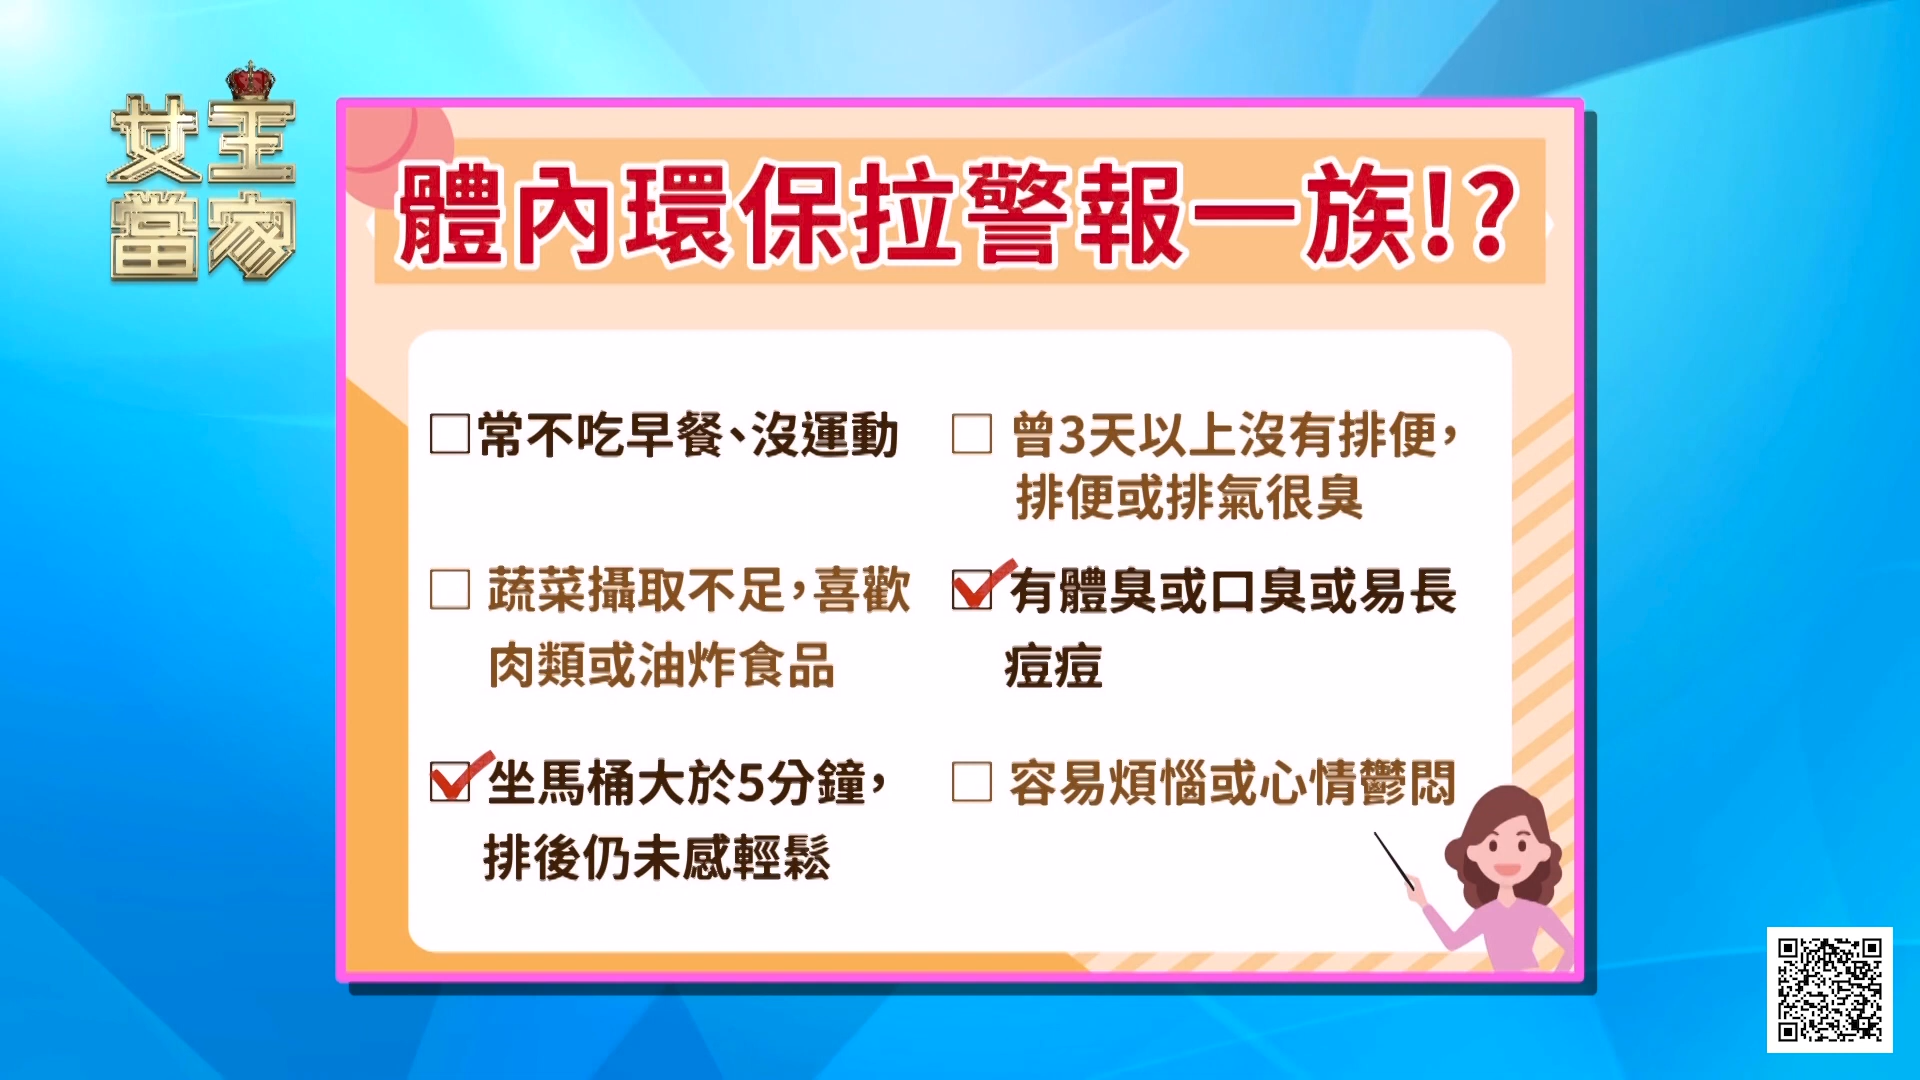 女王
當家
體內環保拉警報一族!?
□常不吃早餐、沒運動
□ 蔬菜攝取不足,喜歡
肉類或油炸食品
☑坐馬桶大於5分鐘,
排後仍未感輕鬆
□ 曾3天以上沒有排便,
排便或排氣很臭
☑有體臭或口臭或易長
痘痘
□ 容易煩惱或心情鬱悶